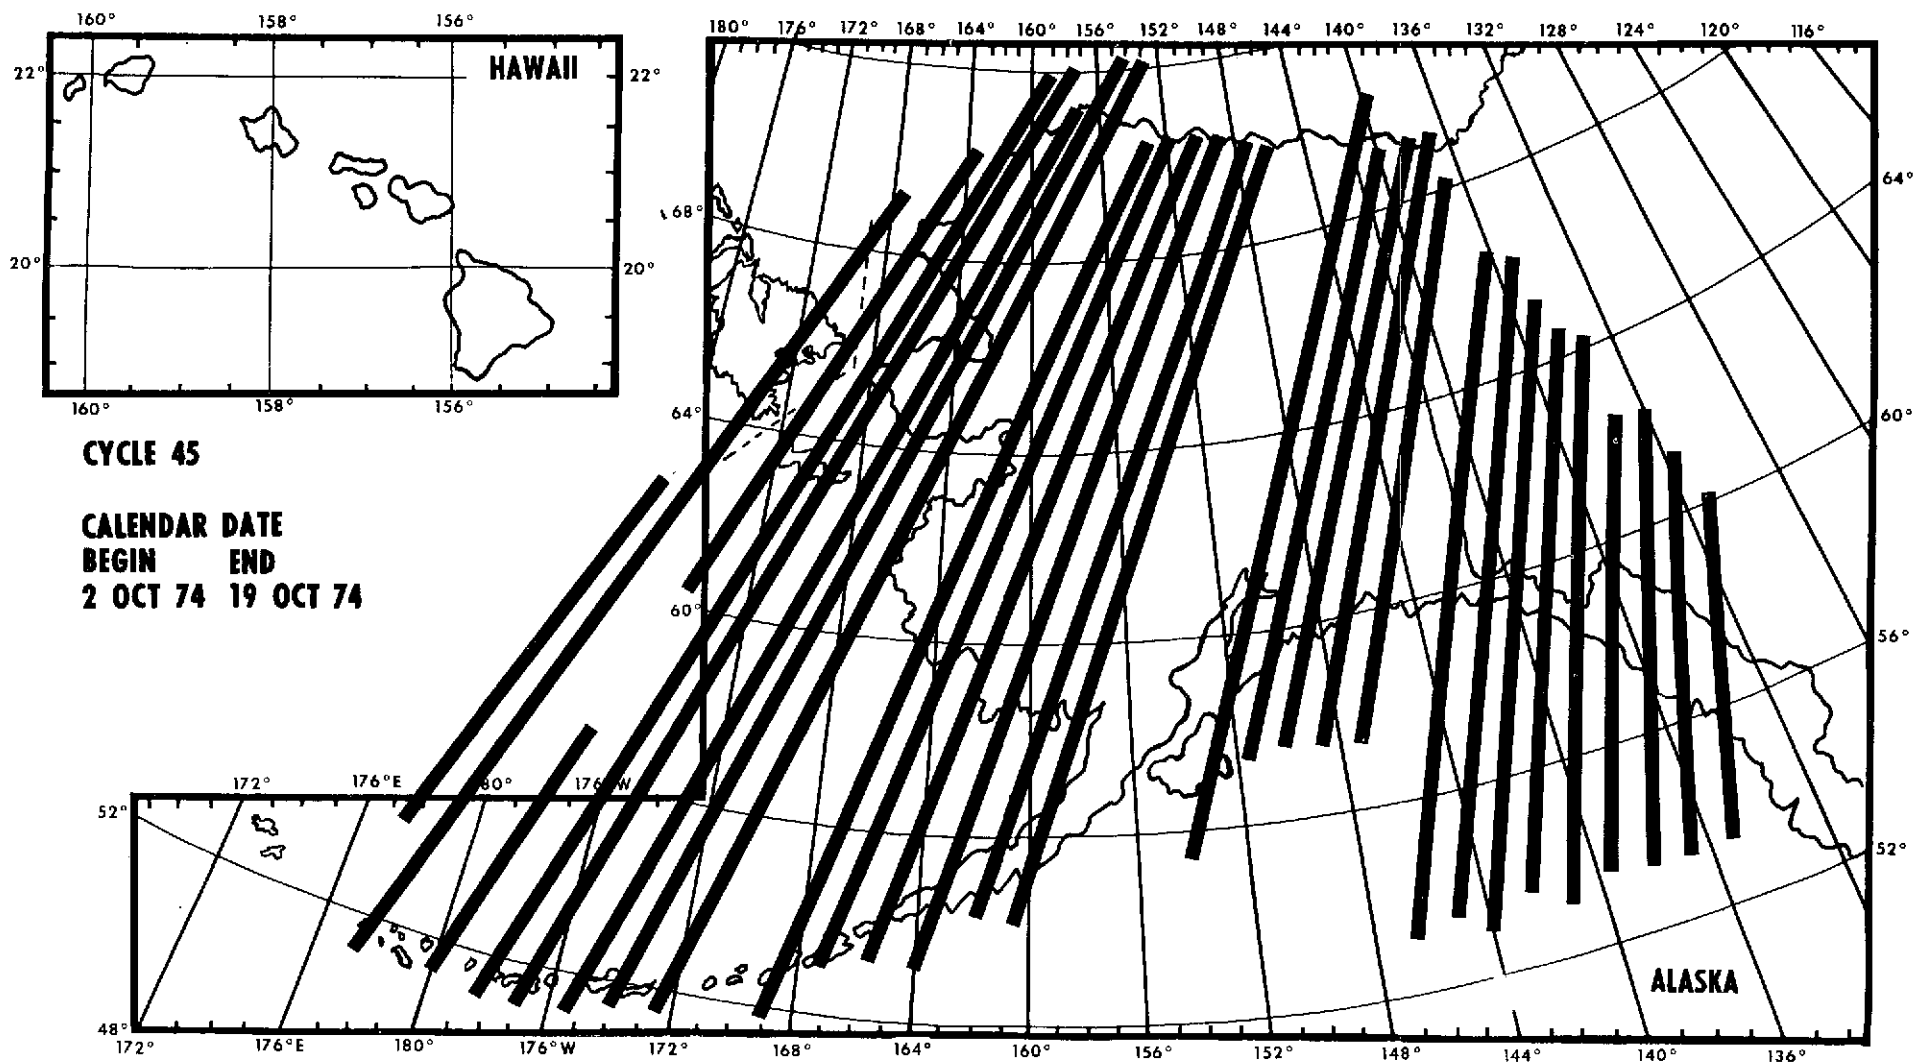 160° 158° 156°
22° HAWAII 22°
20° 20°
160° 158° 156°
CYCLE 45
CALENDAR DATE
BEGIN END
2 OCT 74 19 OCT 74
180° 176° 172° 168° 164° 160° 156° 152° 148° 144° 140° 136° 132° 128° 124° 120° 116°
68° 64°
64° 60°
60° 56°
172° 176°E 80° 176°W
52° 52°
ALASKA
48°
172° 176°E 180° 176°W 172° 168° 164° 160° 156° 152° 148° 144° 140° 136°